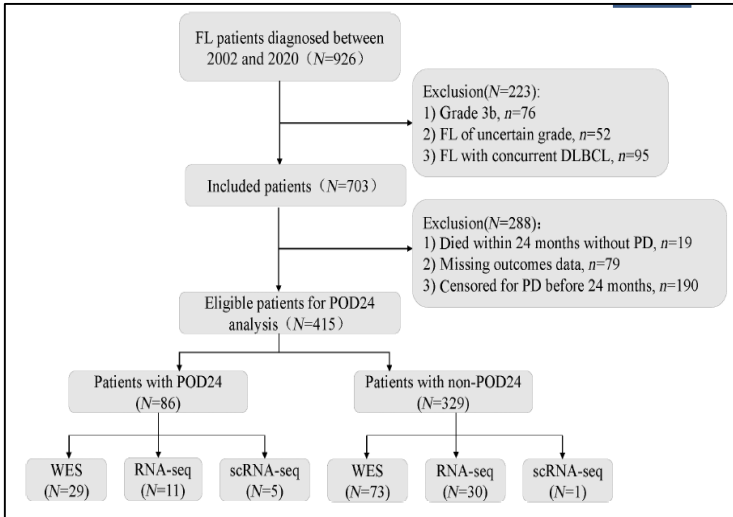 FL patients diagnosed between
2002 and 2020（N=926）
Exclusion(N=223):
1) Grade 3b, n=76
2) FL of uncertain grade, n=52
3) FL with concurrent DLBCL, n=95
Included patients（N=703）
Exclusion(N=288)：
1) Died within 24 months without PD, n=19
2) Missing outcomes data, n=79
3) Censored for PD before 24 months, n=190
Eligible patients for POD24
analysis（N=415）
Patients with POD24
(N=86)
Patients with non-POD24
(N=329)
WES
(N=29)
RNA-seq
(N=11)
scRNA-seq
(N=5)
WES
(N=73)
RNA-seq
(N=30)
scRNA-seq
(N=1)